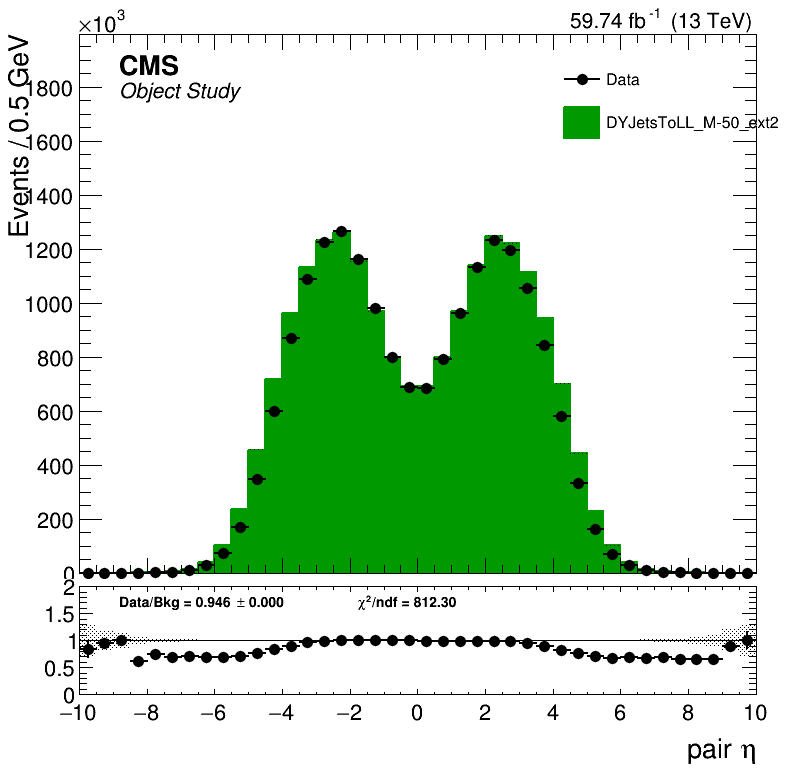 ×10³
59.74 fb⁻¹ (13 TeV)
Events / 0.5 GeV
CMS
Object Study
Data
DYJetsToLL_M-50_ext2
1800
1600
1400
1200
1000
800
600
400
200
0
Data/Bkg = 0.946 ± 0.000
χ²/ndf = 812.30
2
1.5
1
0.5
0
−10 −8 −6 −4 −2 0 2 4 6 8 10
pair η